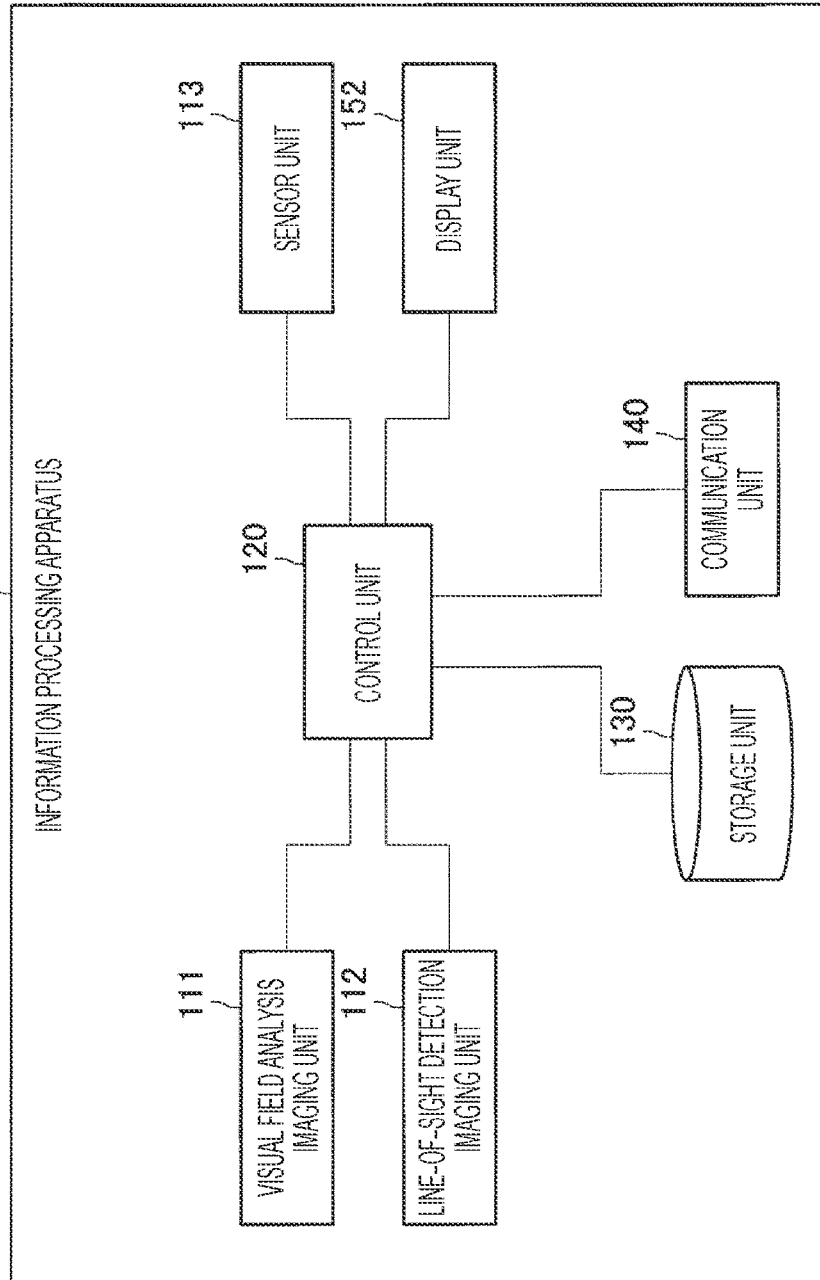 INFORMATION PROCESSING APPARATUS
111
VISUAL FIELD ANALYSIS
IMAGING UNIT
112
LINE-OF-SIGHT DETECTION
IMAGING UNIT
120
CONTROL UNIT
113
SENSOR UNIT
152
DISPLAY UNIT
130
STORAGE UNIT
140
COMMUNICATION
UNIT